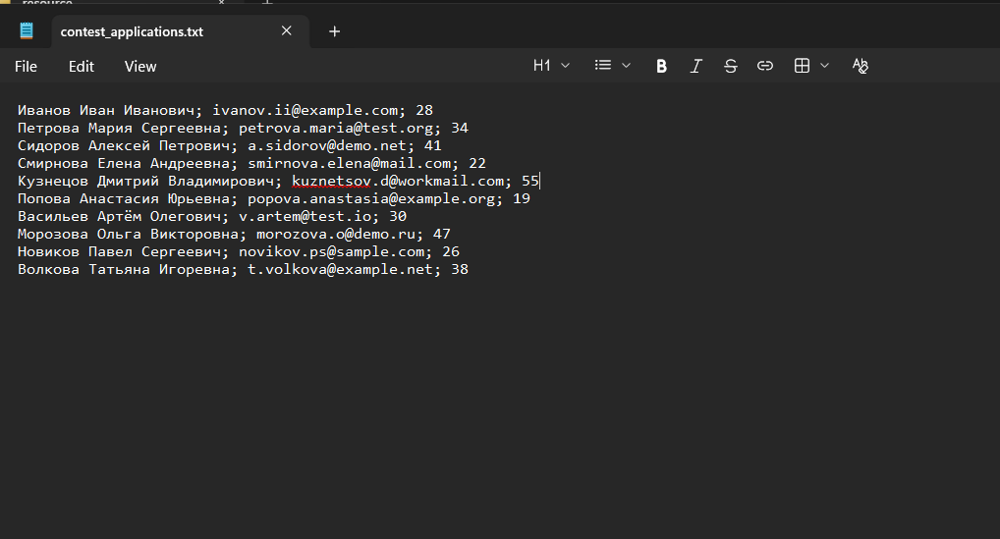 resource
contest_applications.txt
File Edit View H1 B I S
Иванов Иван Иванович; ivanov.ii@example.com; 28
Петрова Мария Сергеевна; petrova.maria@test.org; 34
Сидоров Алексей Петрович; a.sidorov@demo.net; 41
Смирнова Елена Андреевна; smirnova.elena@mail.com; 22
Кузнецов Дмитрий Владимирович; kuznetsov.d@workmail.com; 55
Попова Анастасия Юрьевна; popova.anastasia@example.org; 19
Васильев Артём Олегович; v.artem@test.io; 30
Морозова Ольга Викторовна; morozova.o@demo.ru; 47
Новиков Павел Сергеевич; novikov.ps@sample.com; 26
Волкова Татьяна Игоревна; t.volkova@example.net; 38